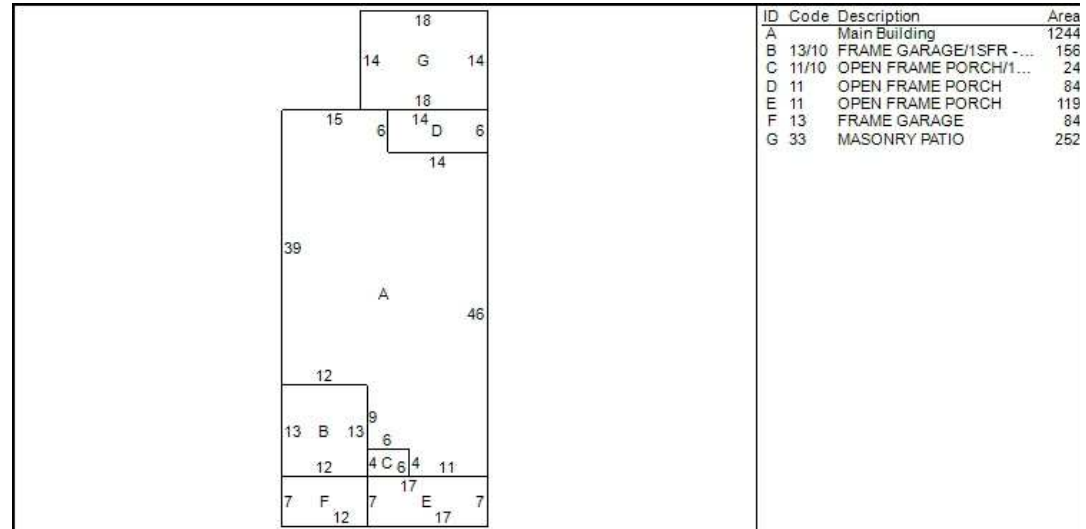 18
14 G 14
18
15
14
6 D 6
14
39
A
46
12
9
13 B 13
6
4 C 6 4 11
12
17
7 F 7 E 7
12
17
ID Code Description Area
A Main Building 1244
B 13/10 FRAME GARAGE/1SFR -... 156
C 11/10 OPEN FRAME PORCH/1... 24
D 11 OPEN FRAME PORCH 84
E 11 OPEN FRAME PORCH 119
F 13 FRAME GARAGE 84
G 33 MASONRY PATIO 252